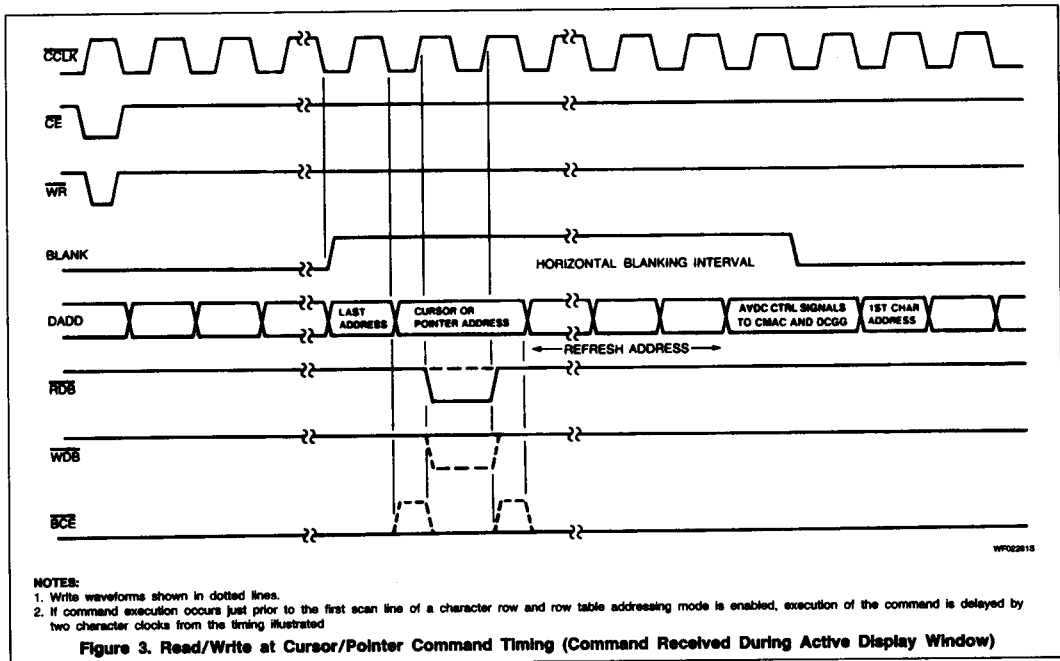 CCLK
CE
WR
BLANK
HORIZONTAL BLANKING INTERVAL
DADD
LAST ADDRESS
CURSOR OR POINTER ADDRESS
AVDC CTRL SIGNALS TO CMAC AND DCGG
1ST CHAR ADDRESS
REFRESH ADDRESS
RDB
WDB
BCE
WF02281S
NOTES:
1. Write waveforms shown in dotted lines.
2. If command execution occurs just prior to the first scan line of a character row and row table addressing mode is enabled, execution of the command is delayed by
two character clocks from the timing illustrated
Figure 3. Read/Write at Cursor/Pointer Command Timing (Command Received During Active Display Window)